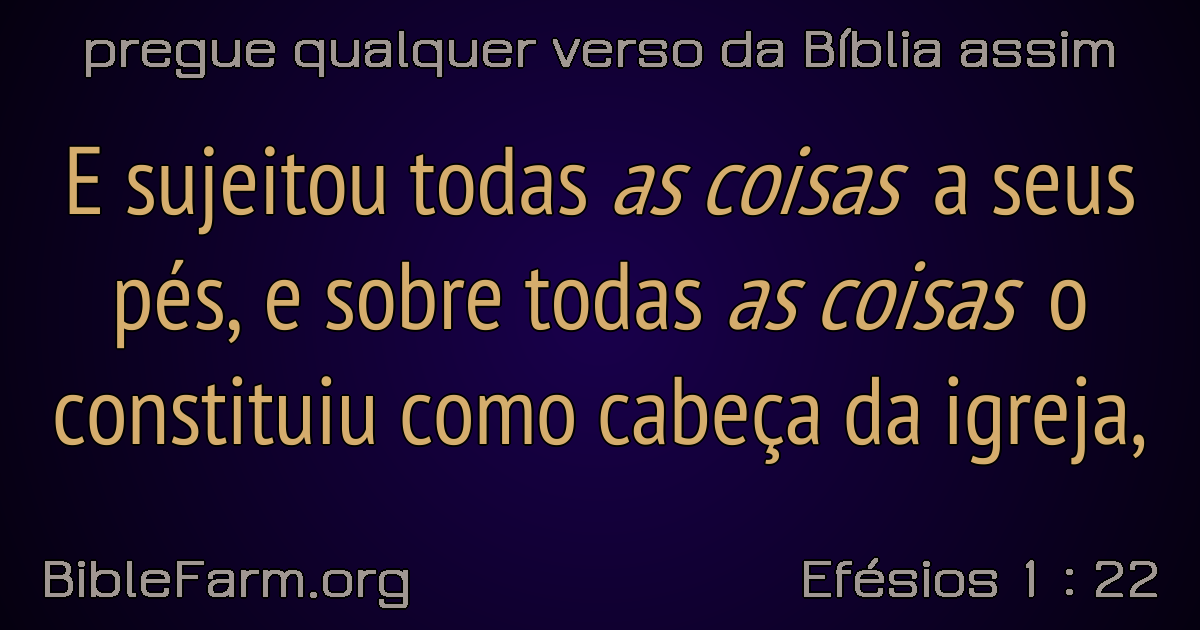 pregue qualquer verso da Bíblia assim
E sujeitou todas as coisas a seus
pés, e sobre todas as coisas o
constituiu como cabeça da igreja,
BibleFarm.org
Efésios 1 : 22